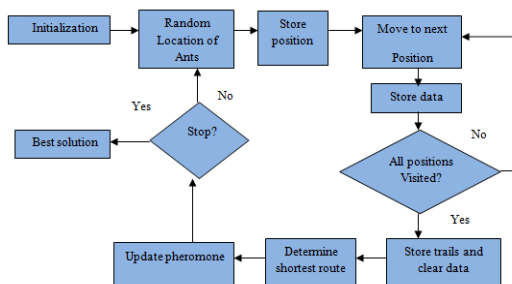 Initialization
Random
Location of
Ants
Store
position
Move to next
Position
Store data
Yes
No
Stop?
Best solution
All positions
Visited?
No
Yes
Update pheromone
Determine
shortest route
Store trails and
clear data